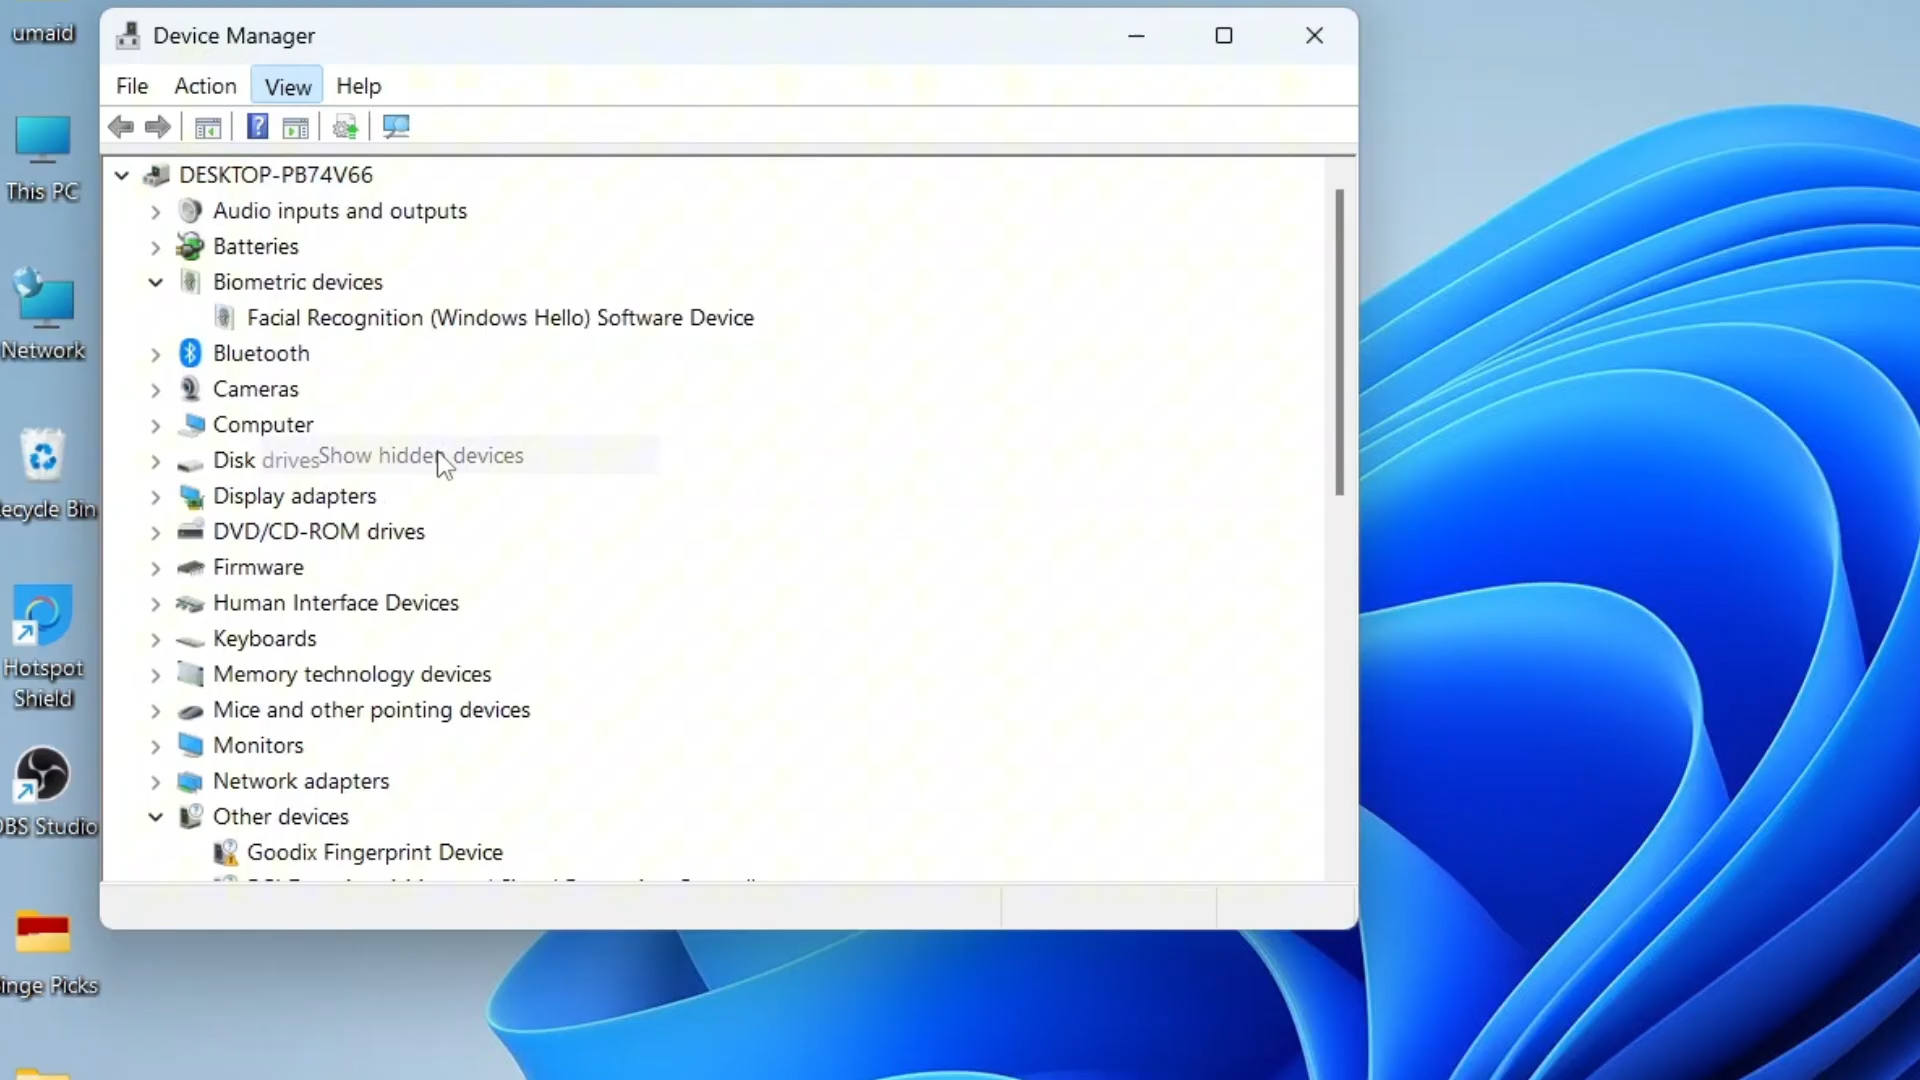 umaid
This PC
Network
ecycle Bin
Hotspot
Shield
OBS Studio
inge Picks
Device Manager
File Action View Help
DESKTOP-PB74V66
Audio inputs and outputs
Batteries
Biometric devices
Facial Recognition (Windows Hello) Software Device
Bluetooth
Cameras
Computer
Show hidden devices
Disk drives
Display adapters
DVD/CD-ROM drives
Firmware
Human Interface Devices
Keyboards
Memory technology devices
Mice and other pointing devices
Monitors
Network adapters
Other devices
Goodix Fingerprint Device